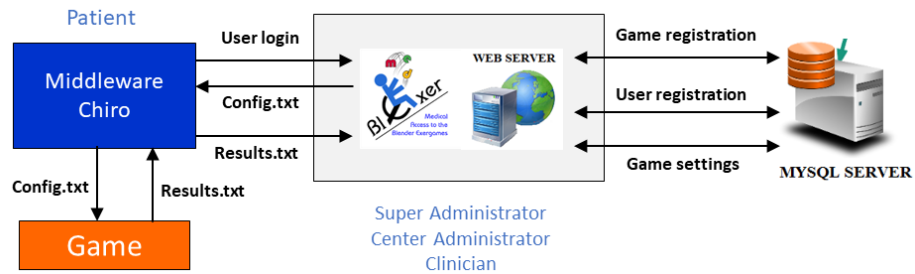 Patient
Middleware
Chiro
User login
Config.txt
Results.txt
Config.txt
Results.txt
Game
Blexer
Medical
Access to the
Blender Exergames
WEB SERVER
Super Administrator
Center Administrator
Clinician
Game registration
User registration
Game settings
MYSQL SERVER